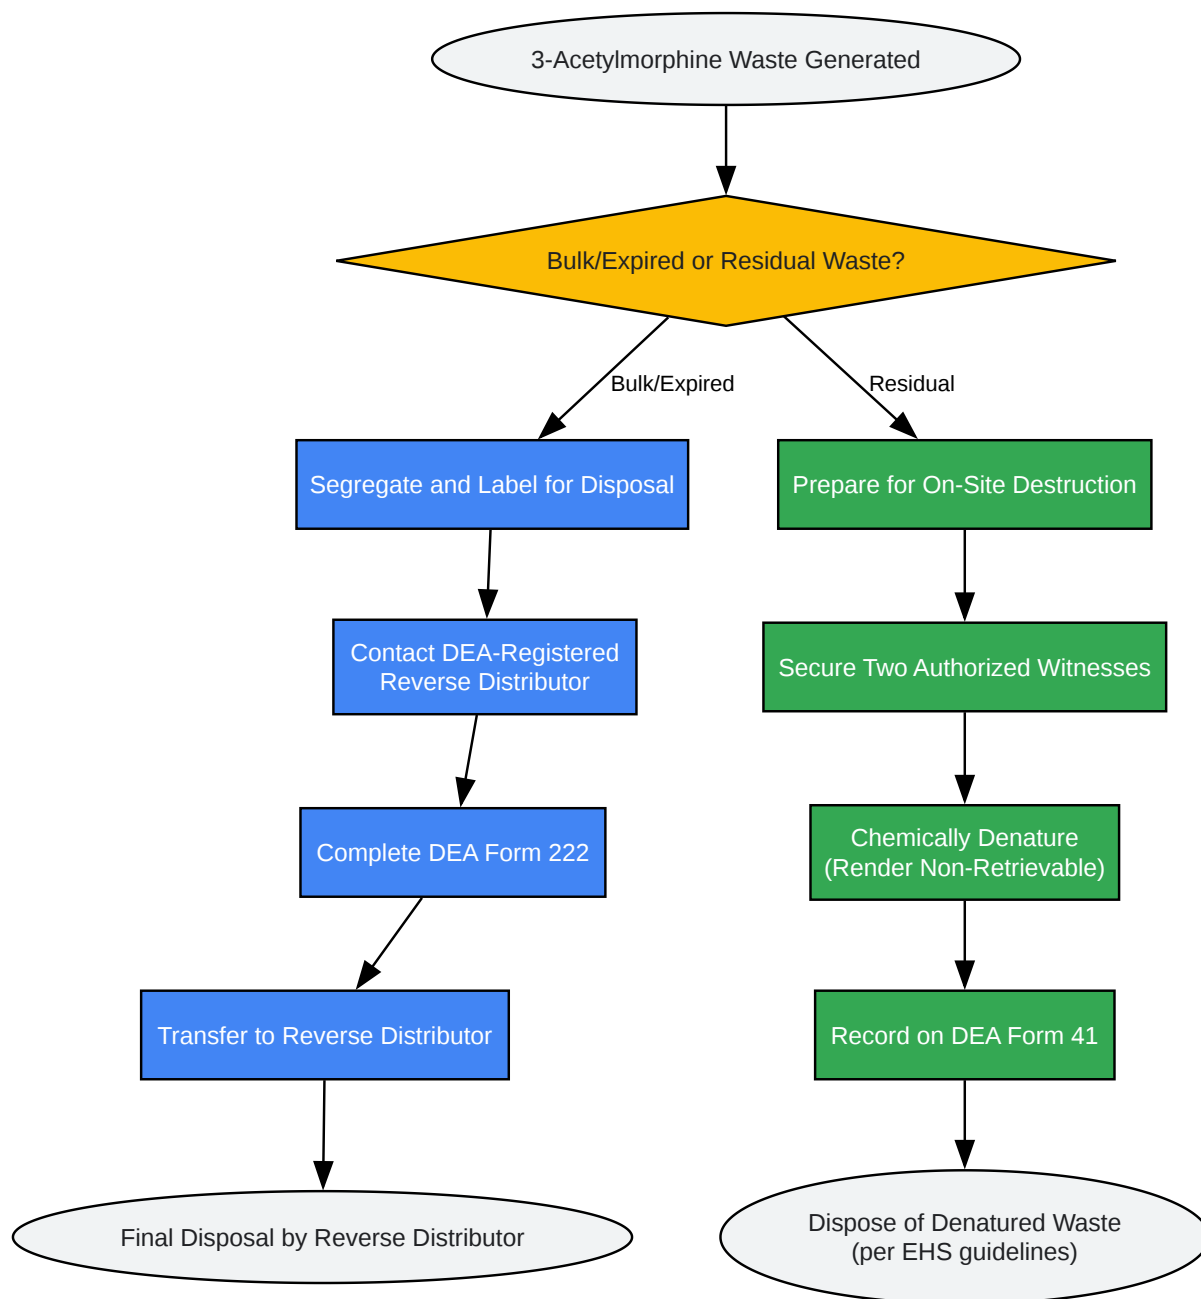 3-Acetylmorphine Waste Generated
Bulk/Expired or Residual Waste?
Bulk/Expired
Residual
Segregate and Label for Disposal
Prepare for On-Site Destruction
Contact DEA-Registered
Reverse Distributor
Secure Two Authorized Witnesses
Complete DEA Form 222
Chemically Denature
(Render Non-Retrievable)
Transfer to Reverse Distributor
Record on DEA Form 41
Final Disposal by Reverse Distributor
Dispose of Denatured Waste
(per EHS guidelines)